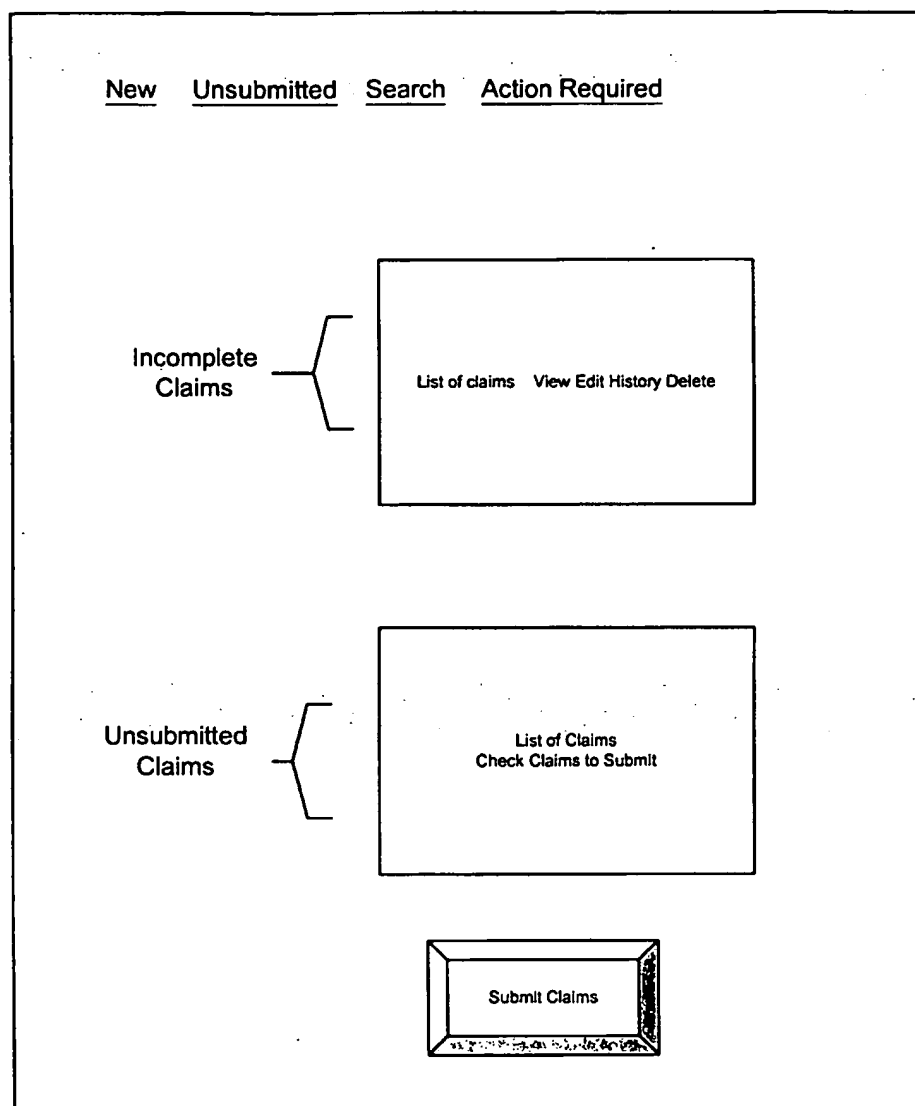 New Unsubmitted Search Action Required
Incomplete
Claims
List of claims View Edit History Delete
Unsubmitted
Claims
List of Claims
Check Claims to Submit
Submit Claims